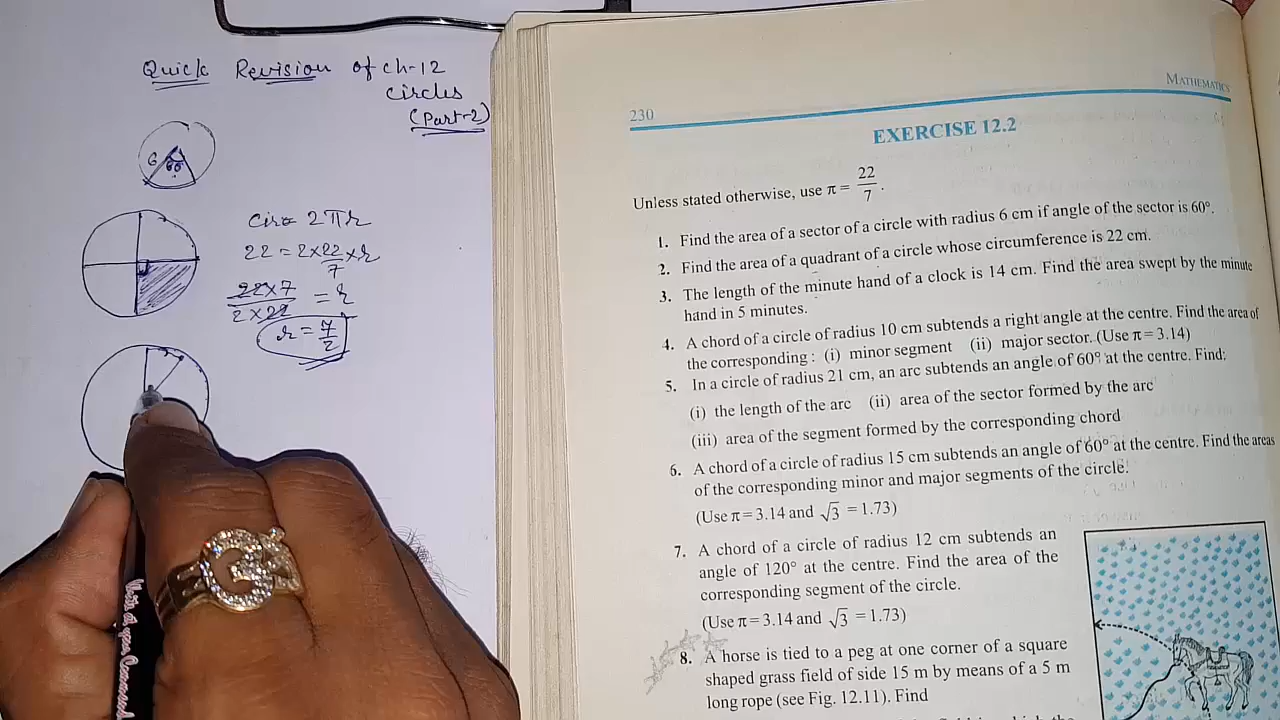 Quick Revision of Ch-12
Circles
(Part-2)
6
60°
Cir = 2πr
22 = 2×22/7×r
22×7/2×22 = r
r = 7/2
230
MATHEMATICS
EXERCISE 12.2
Unless stated otherwise, use π = 22/7.
1. Find the area of a sector of a circle with radius 6 cm if angle of the sector is 60°.
2. Find the area of a quadrant of a circle whose circumference is 22 cm.
3. The length of the minute hand of a clock is 14 cm. Find the area swept by the minute
hand in 5 minutes.
4. A chord of a circle of radius 10 cm subtends a right angle at the centre. Find the area of
the corresponding : (i) minor segment (ii) major sector. (Use π = 3.14)
5. In a circle of radius 21 cm, an arc subtends an angle of 60° at the centre. Find:
(i) the length of the arc (ii) area of the sector formed by the arc
(iii) area of the segment formed by the corresponding chord
6. A chord of a circle of radius 15 cm subtends an angle of 60° at the centre. Find the areas
of the corresponding minor and major segments of the circle.
(Use π = 3.14 and √3 = 1.73)
7. A chord of a circle of radius 12 cm subtends an
angle of 120° at the centre. Find the area of the
corresponding segment of the circle.
(Use π = 3.14 and √3 = 1.73)
8. A horse is tied to a peg at one corner of a square
shaped grass field of side 15 m by means of a 5 m
long rope (see Fig. 12.11). Find